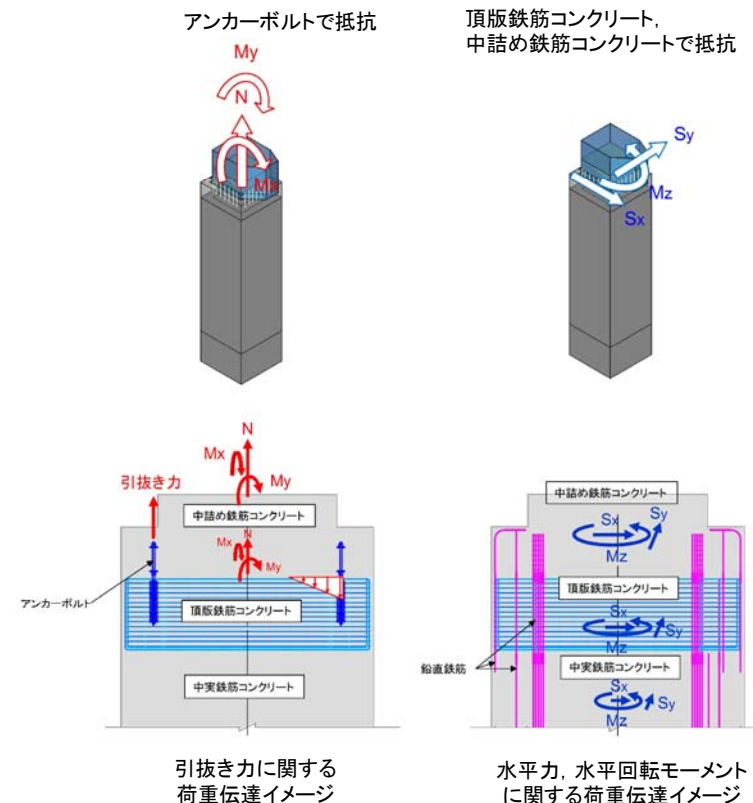 アンカーボルトで抵抗
My
N
Mx
頂版鉄筋コンクリート,
中詰め鉄筋コンクリートで抵抗
Sy
Mz
Sx
N
Mx
My
引抜き力
中詰め鉄筋コンクリート
N
Mx
My
アンカーボルト
頂版鉄筋コンクリート
中実鉄筋コンクリート
引抜き力に関する
荷重伝達イメージ
中詰め鉄筋コンクリート
Sx
Sy
Mz
頂版鉄筋コンクリート
Sx
Sy
Mz
鉛直鉄筋
中実鉄筋コンクリート
Sx
Sy
Mz
水平力, 水平回転モーメント
に関する荷重伝達イメージ